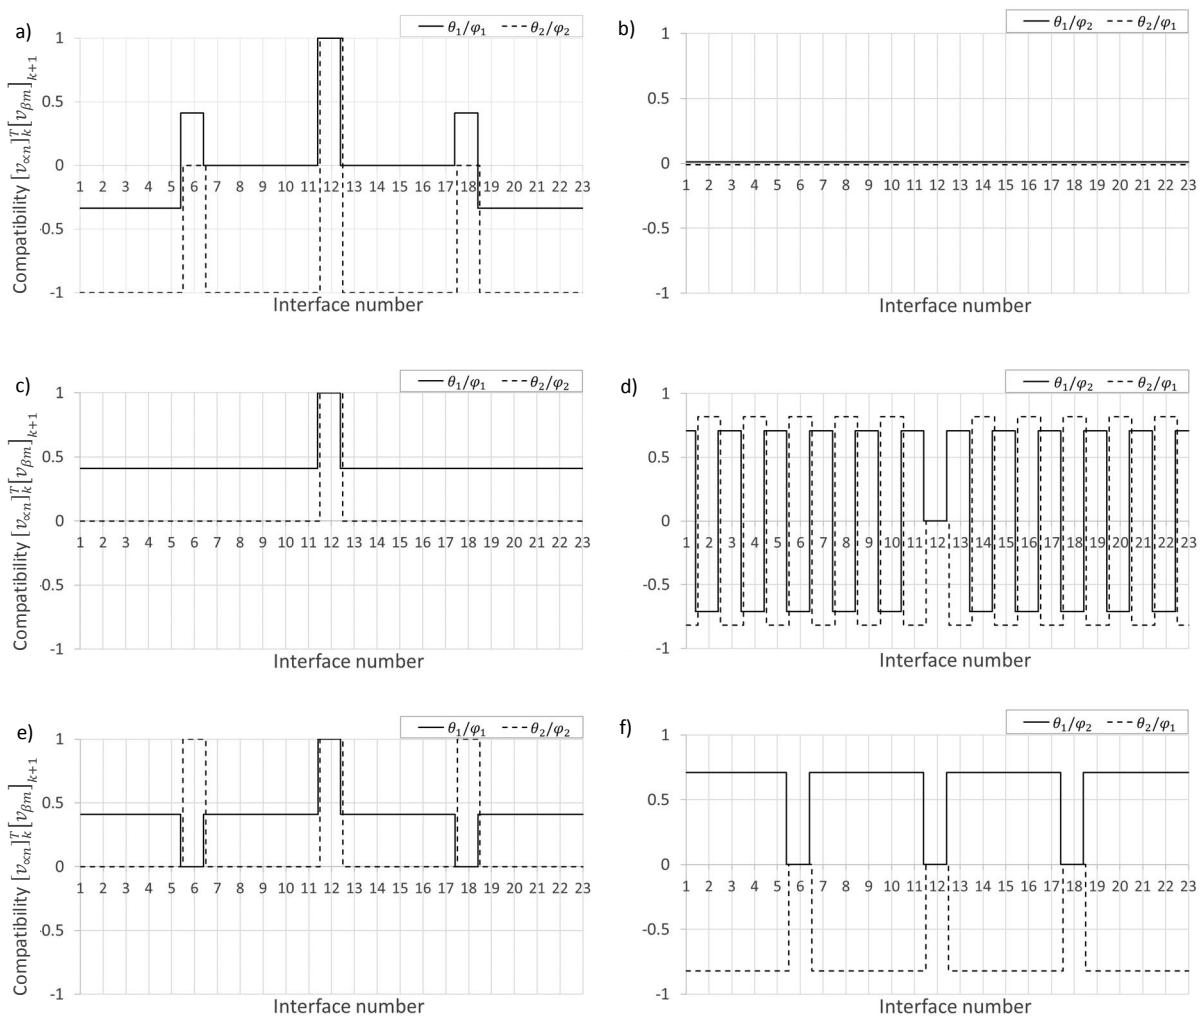 a)
θ₁/φ₁ θ₂/φ₂
Compatibility [v∝n]ᵀₖ[vβm]ₖ₊₁
1
0.5
0
-0.5
-1
1 2 3 4 5 6 7 8 9 10 11 12 13 14 15 16 17 18 19 20 21 22 23
Interface number
b)
θ₁/φ₂ θ₂/φ₁
1
0.5
0
-0.5
-1
1 2 3 4 5 6 7 8 9 10 11 12 13 14 15 16 17 18 19 20 21 22 23
Interface number
c)
θ₁/φ₁ θ₂/φ₂
Compatibility [v∝n]ᵀₖ[vβm]ₖ₊₁
1
0.5
0
-0.5
-1
1 2 3 4 5 6 7 8 9 10 11 12 13 14 15 16 17 18 19 20 21 22 23
Interface number
d)
θ₁/φ₂ θ₂/φ₁
1
0.5
0
-0.5
-1
1 2 3 4 5 6 7 8 9 10 11 12 13 14 15 16 17 18 19 20 21 22 23
Interface number
e)
θ₁/φ₁ θ₂/φ₂
Compatibility [v∝n]ᵀₖ[vβm]ₖ₊₁
1
0.5
0
-0.5
-1
1 2 3 4 5 6 7 8 9 10 11 12 13 14 15 16 17 18 19 20 21 22 23
Interface number
f)
θ₁/φ₂ θ₂/φ₁
1
0.5
0
-0.5
-1
1 2 3 4 5 6 7 8 9 10 11 12 13 14 15 16 17 18 19 20 21 22 23
Interface number